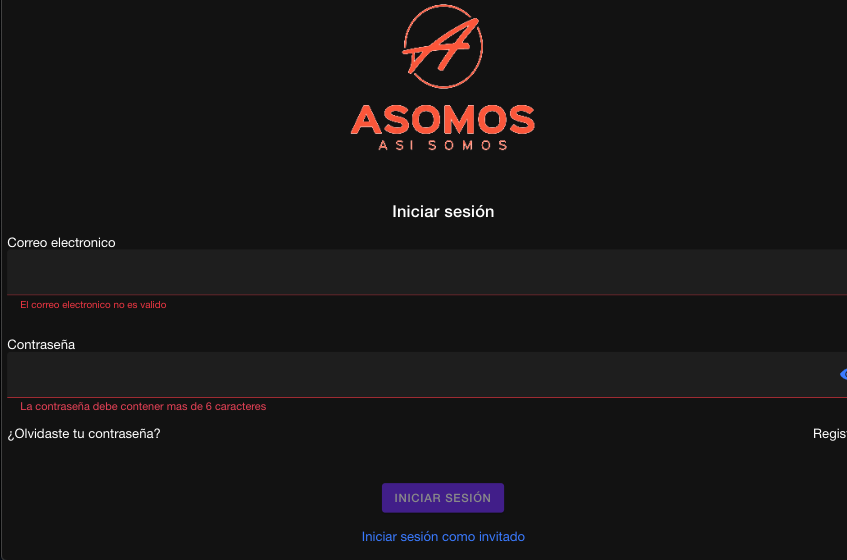 ASOMOS
ASI SOMOS
Iniciar sesión
Correo electronico
El correo electronico no es valido
Contraseña
La contraseña debe contener mas de 6 caracteres
¿Olvidaste tu contraseña?
Regis
INICIAR SESIÓN
Iniciar sesión como invitado